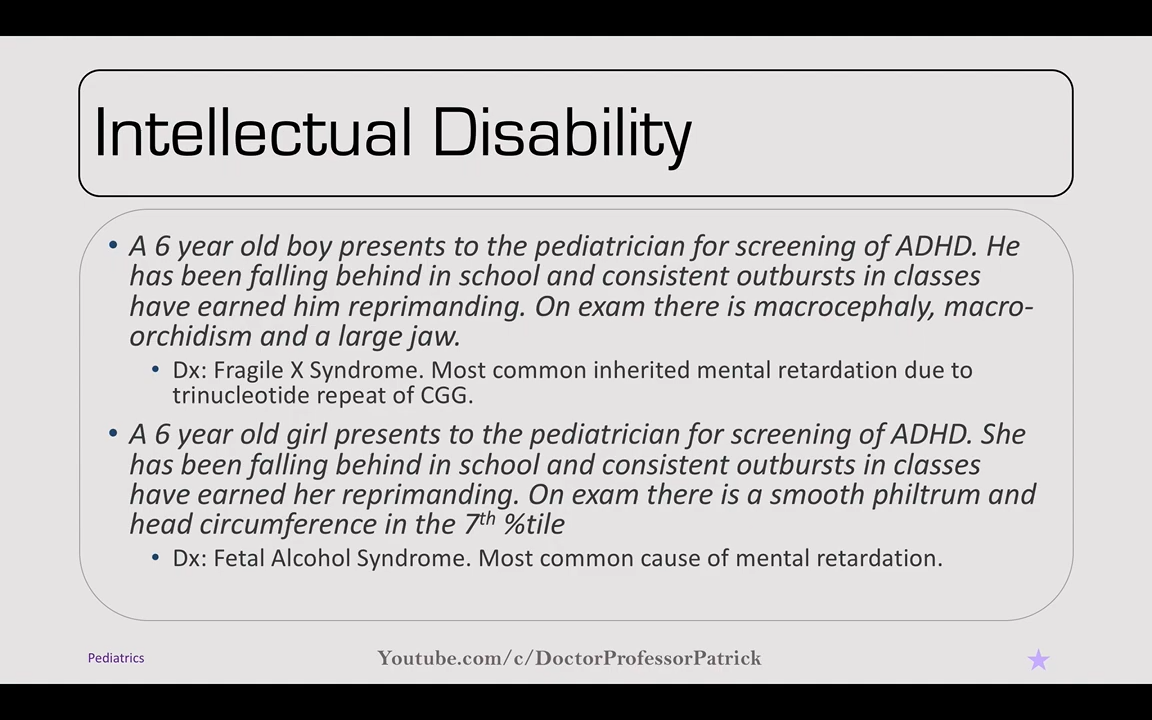 Intellectual Disability
• A 6 year old boy presents to the pediatrician for screening of ADHD. He
has been falling behind in school and consistent outbursts in classes
have earned him reprimanding. On exam there is macrocephaly, macro-
orchidism and a large jaw.
• Dx: Fragile X Syndrome. Most common inherited mental retardation due to
trinucleotide repeat of CGG.
• A 6 year old girl presents to the pediatrician for screening of ADHD. She
has been falling behind in school and consistent outbursts in classes
have earned her reprimanding. On exam there is a smooth philtrum and
head circumference in the 7th %tile
• Dx: Fetal Alcohol Syndrome. Most common cause of mental retardation.
Pediatrics
Youtube.com/c/DoctorProfessorPatrick